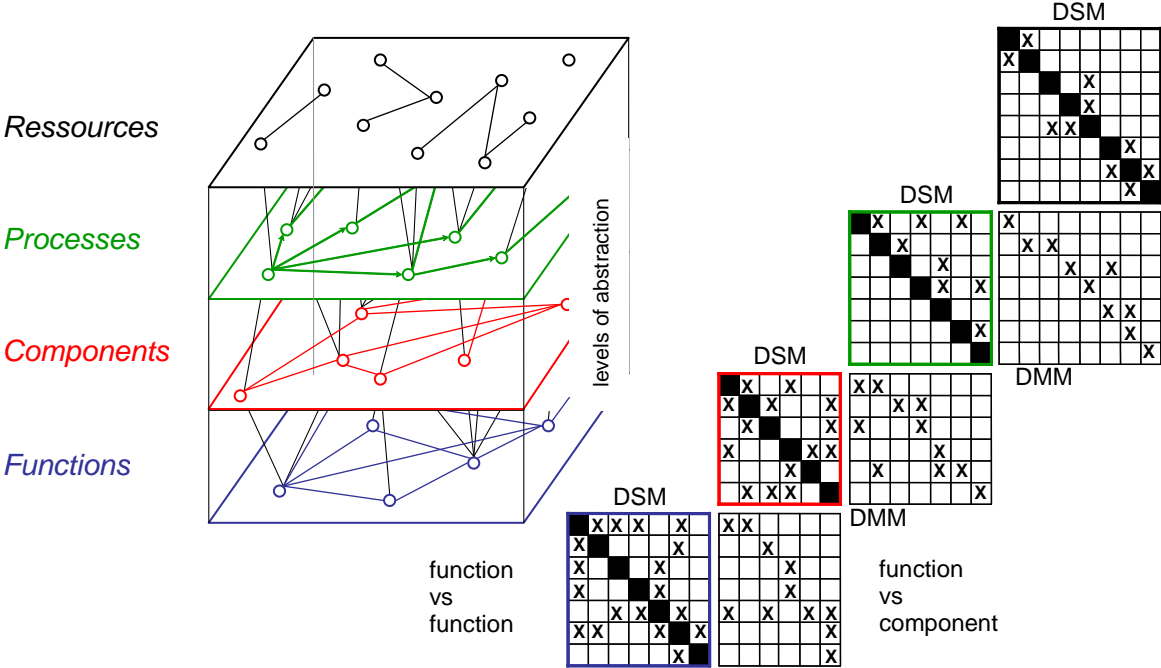 DSM
X
X
X
X
X X
X
X X
X
Ressources
Processes
Components
Functions
levels of abstraction
DSM
X X X
X
X
X X
X
X
X X
X X
X
X X
X
X
DMM
DSM
X X
X X X
X X
X X X
X
X X X
X X
X X
X X
X
X X X
X
DMM
DSM
X X X X
X X
X X
X X
X X X
X X X X
X
X X
X
X
X
X X X X
X
X
function
vs
function
function
vs
component